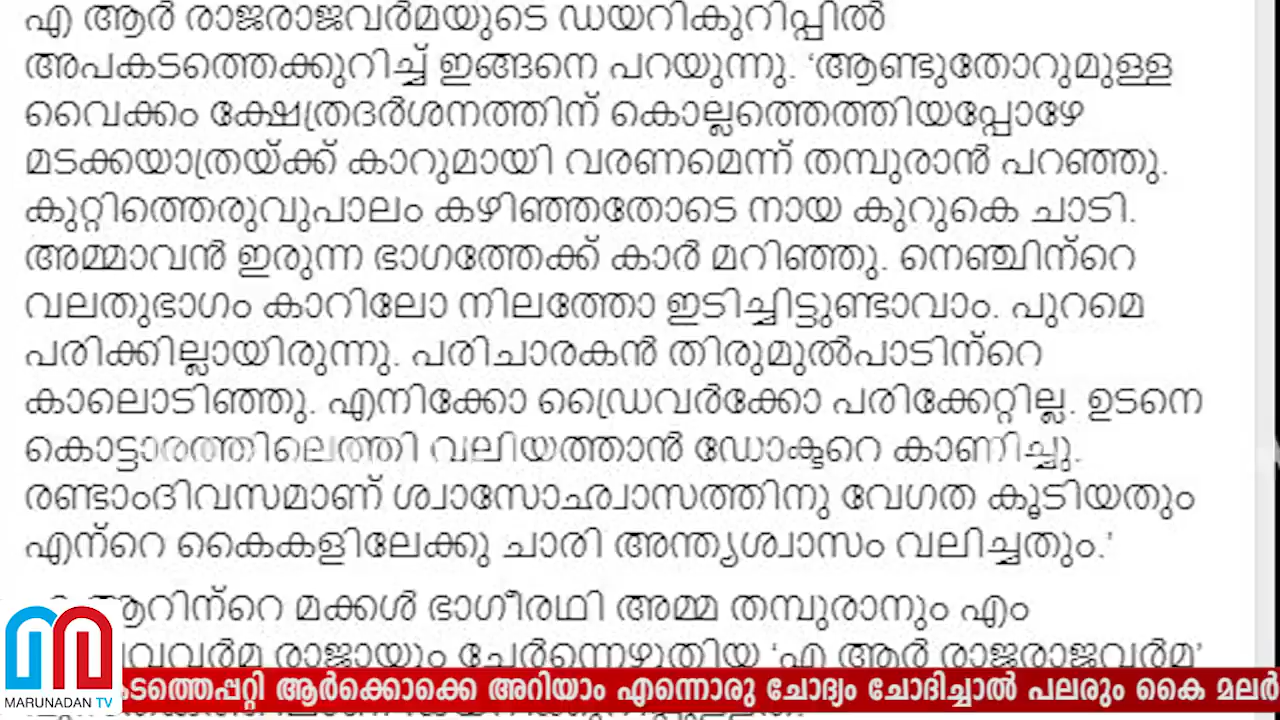 എ ആർ രാജരാജവർമയുടെ ഡയറികുറിപ്പിൽ
അപകടത്തെക്കുറിച്ച് ഇങ്ങനെ പറയുന്നു. ‘ആണ്ടുതോറുമുള്ള
വൈക്കം ക്ഷേത്രദർശനത്തിന് കൊല്ലത്തെത്തിയപ്പോഴേ
മടക്കയാത്രയ്ക്ക് കാറുമായി വരണമെന്ന് തമ്പുരാൻ പറഞ്ഞു.
കുറ്റിത്തെരുവുപാലം കഴിഞ്ഞതോടെ നായ കുറുകെ ചാടി.
അമ്മാവൻ ഇരുന്ന ഭാഗത്തേക്ക് കാർ മറിഞ്ഞു. നെഞ്ചിന്റെ
വലതുഭാഗം കാറിലോ നിലത്തോ ഇടിച്ചിട്ടുണ്ടാവാം. പുറമെ
പരിക്കില്ലായിരുന്നു. പരിചാരകൻ തിരുമുൽപാടിന്റെ
കാലൊടിഞ്ഞു. എനിക്കോ ഡ്രൈവർക്കോ പരിക്കേറ്റില്ല. ഉടനെ
കൊട്ടാരത്തിലെത്തി വലിയത്താൻ ഡോക്ടറെ കാണിച്ചു.
രണ്ടാംദിവസമാണ് ശ്വാസോഛ്വാസത്തിനു വേഗത കൂടിയതും
എന്റെ കൈകളിലേക്കു ചാരി അന്ത്യശ്വാസം വലിച്ചതും.’
ആറിന്റെ മക്കൾ ഭാഗീരഥി അമ്മ തമ്പുരാനും എം
രാജായും ചേർന്നെഴുതിയ ‘എ ആർ രാജരാജവർമ’
MARUNADAN TV
കടത്തെപ്പറ്റി ആർക്കൊക്കെ അറിയാം എന്നൊരു ചോദ്യം ചോദിച്ചാൽ പലരും കൈ മലർ